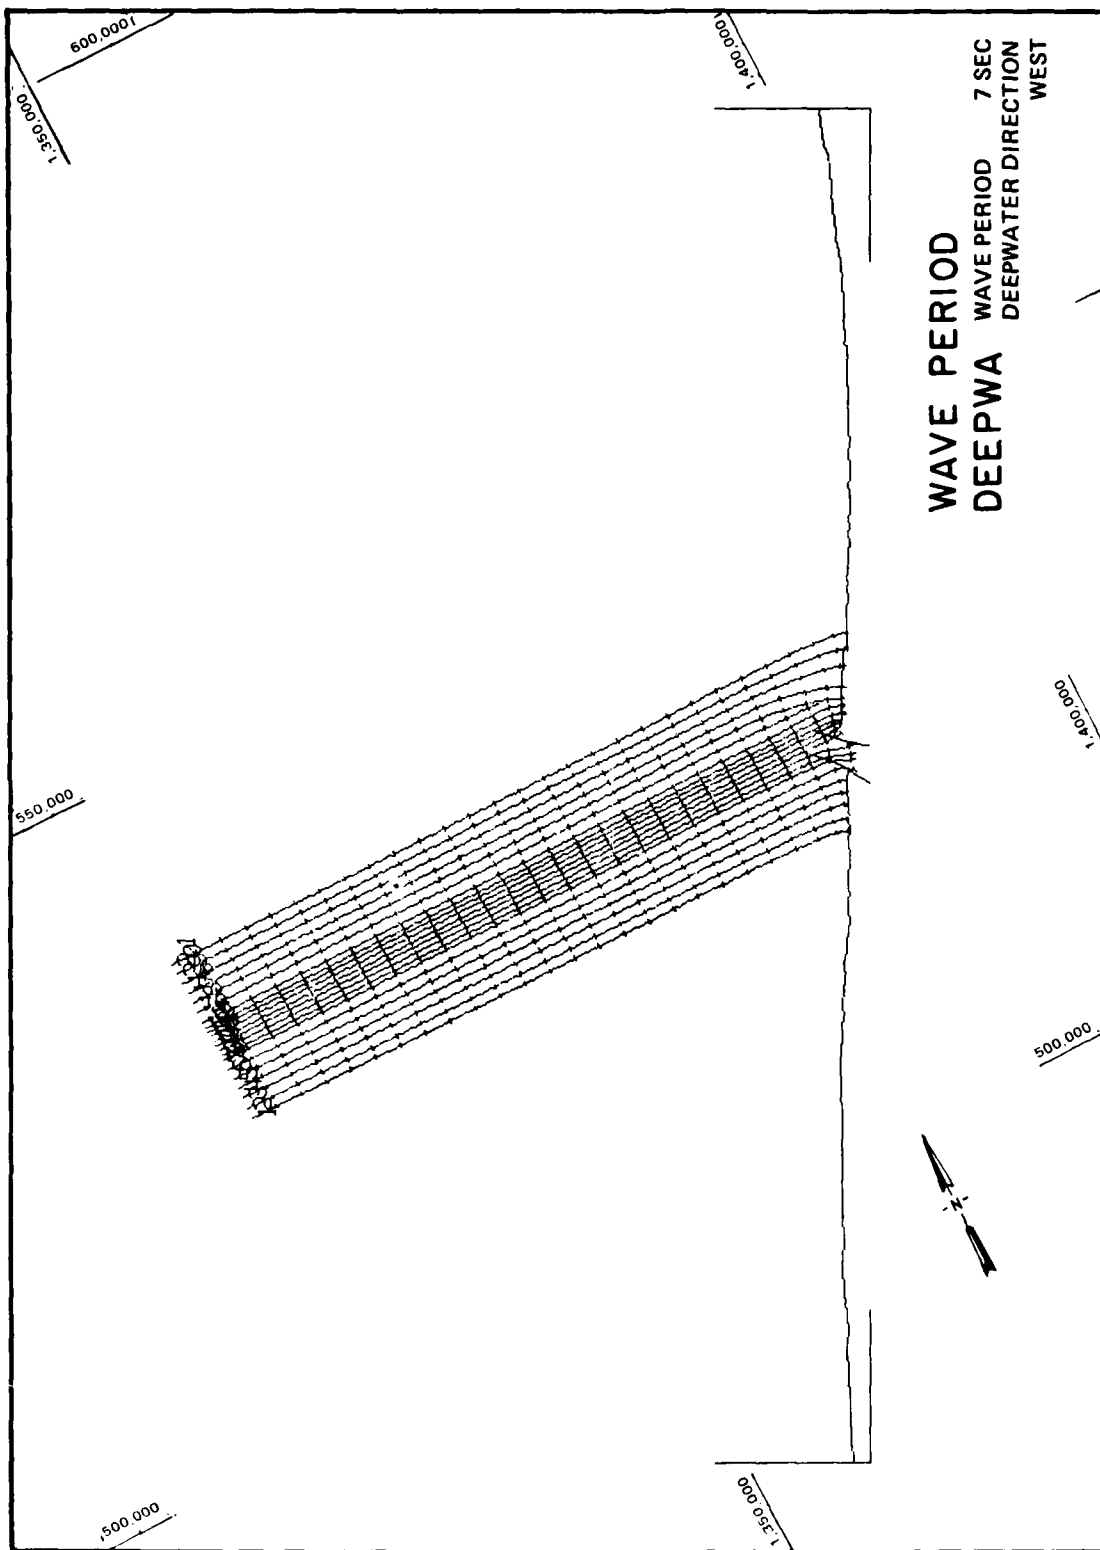 600,000
1,350,000
1,400,000
WAVE PERIOD
DEEPWA
WAVE PERIOD 7 SEC
DEEPWATER DIRECTION
WEST
550,000
1,400,000
500,000
N
500,000
1,350,000